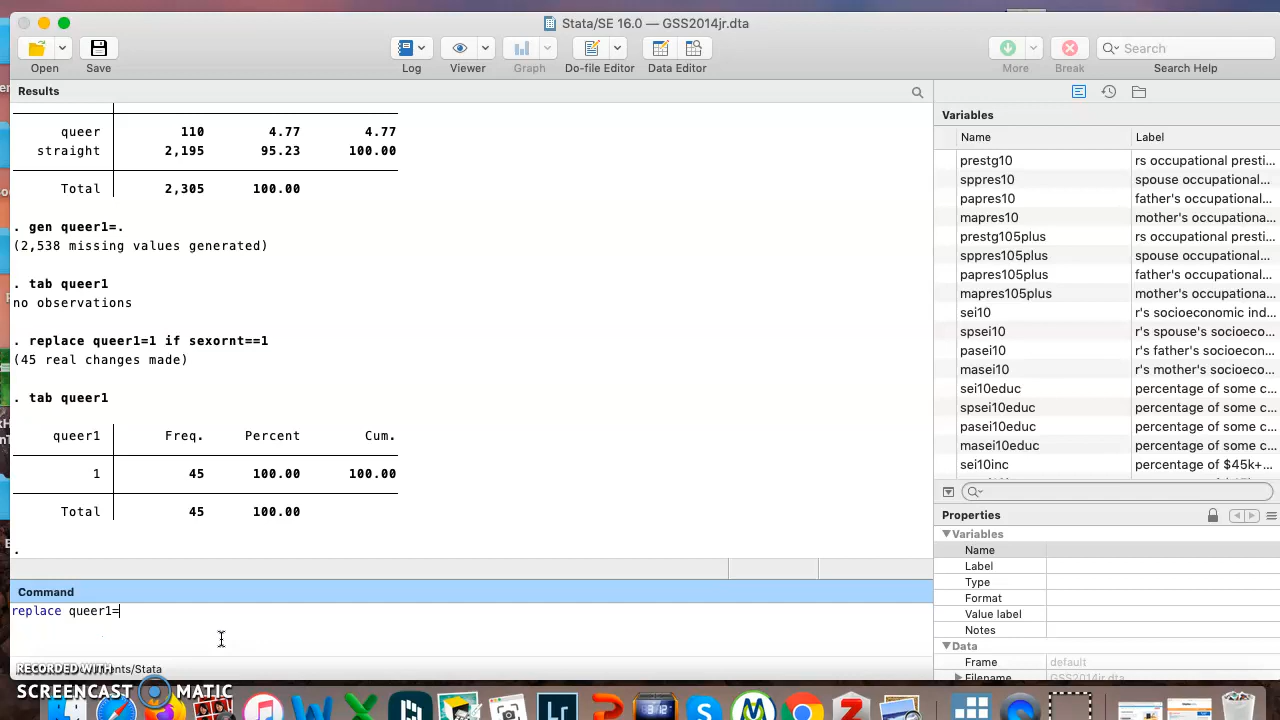 Stata/SE 16.0 — GSS2014jr.dta
Open Save Log Viewer Graph Do-file Editor Data Editor More Break Search Search Help
Results
queer 110 4.77 4.77
straight 2,195 95.23 100.00
Total 2,305 100.00
. gen queer1=.
(2,538 missing values generated)
. tab queer1
no observations
. replace queer1=1 if sexornt==1
(45 real changes made)
. tab queer1
queer1 Freq. Percent Cum.
1 45 100.00 100.00
Total 45 100.00
.
Command
replace queer1=
ents/Stata
RECORDED WITH
SCREENCAST MATIC
Variables
Name Label
prestg10 rs occupational presti...
sppres10 spouse occupational...
papres10 father's occupational...
mapres10 mother's occupationa...
prestg105plus rs occupational presti...
sppres105plus spouse occupational...
papres105plus father's occupational...
mapres105plus mother's occupationa...
sei10 r's socioeconomic ind...
spsei10 r's spouse's socioeco...
pasei10 r's father's socioecon...
masei10 r's mother's socioeco...
sei10educ percentage of some c...
spsei10educ percentage of some c...
pasei10educ percentage of some c...
masei10educ percentage of some c...
sei10inc percentage of $45k+...
Properties
Variables
Name
Label
Type
Format
Value label
Notes
Data
Frame default
Filename GSS2014jr.dta
Lr